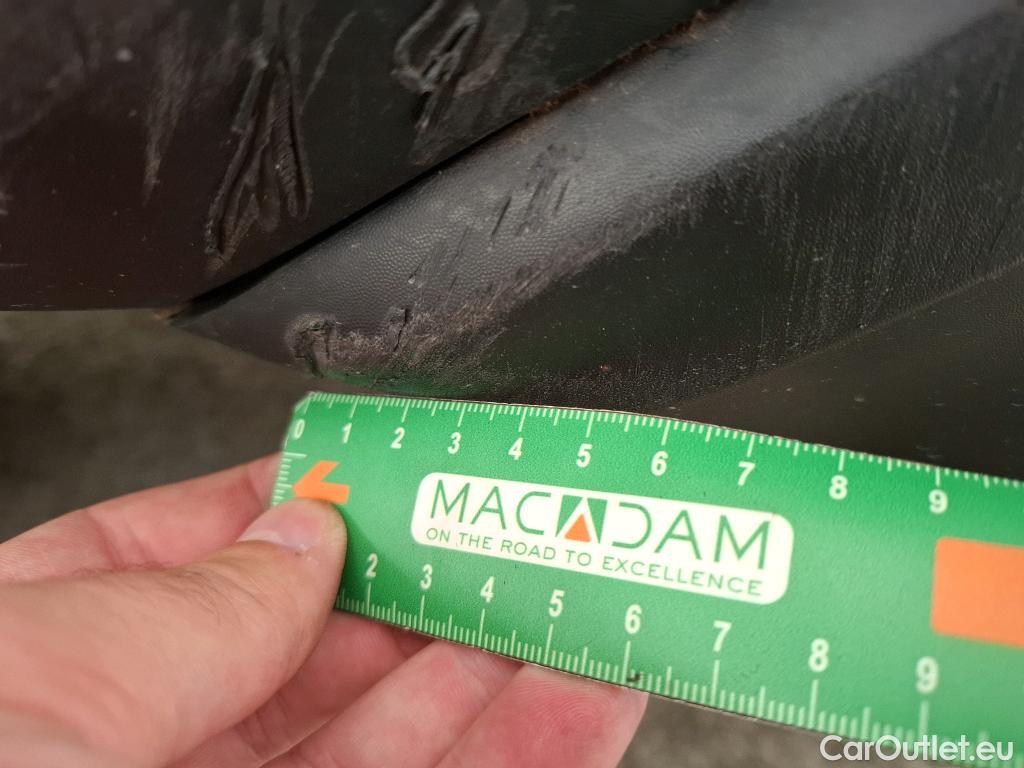 0 1 2 3 4 5 6 7 8 9
MACADAM
ON THE ROAD TO EXCELLENCE
2 3 4 5 6 7 8 9
CarOutlet.eu